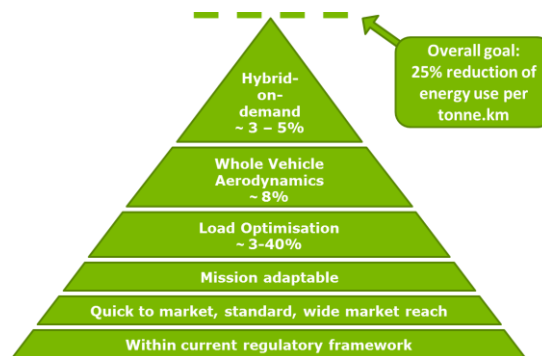 Overall goal:
25% reduction of
energy use per
tonne.km
Hybrid-
on-
demand
~ 3 – 5%
Whole Vehicle
Aerodynamics
~ 8%
Load Optimisation
~ 3-40%
Mission adaptable
Quick to market, standard, wide market reach
Within current regulatory framework